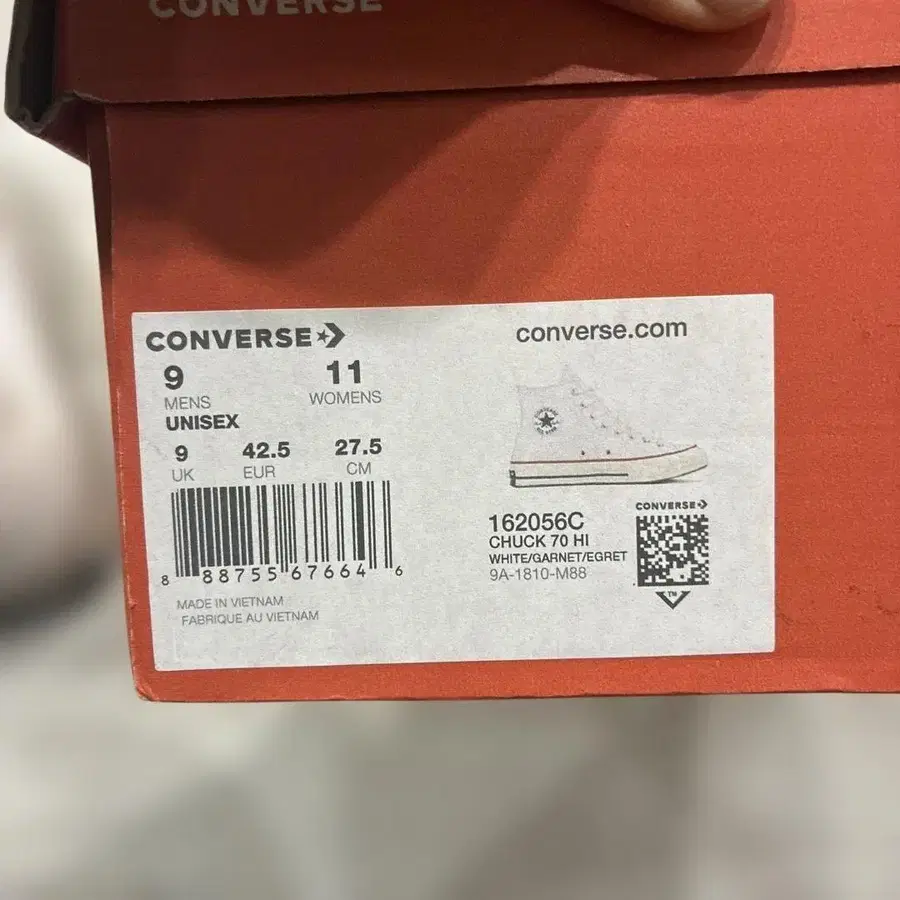 CONVERSE
CONVERSE
converse.com
9 11
MENS WOMENS
UNISEX
9 42.5 27.5
UK EUR CM
8 88755 67664 6
MADE IN VIETNAM
FABRIQUE AU VIETNAM
162056C
CHUCK 70 HI
WHITE/GARNET/EGRET
9A-1810-M88
CONVERSE
TM